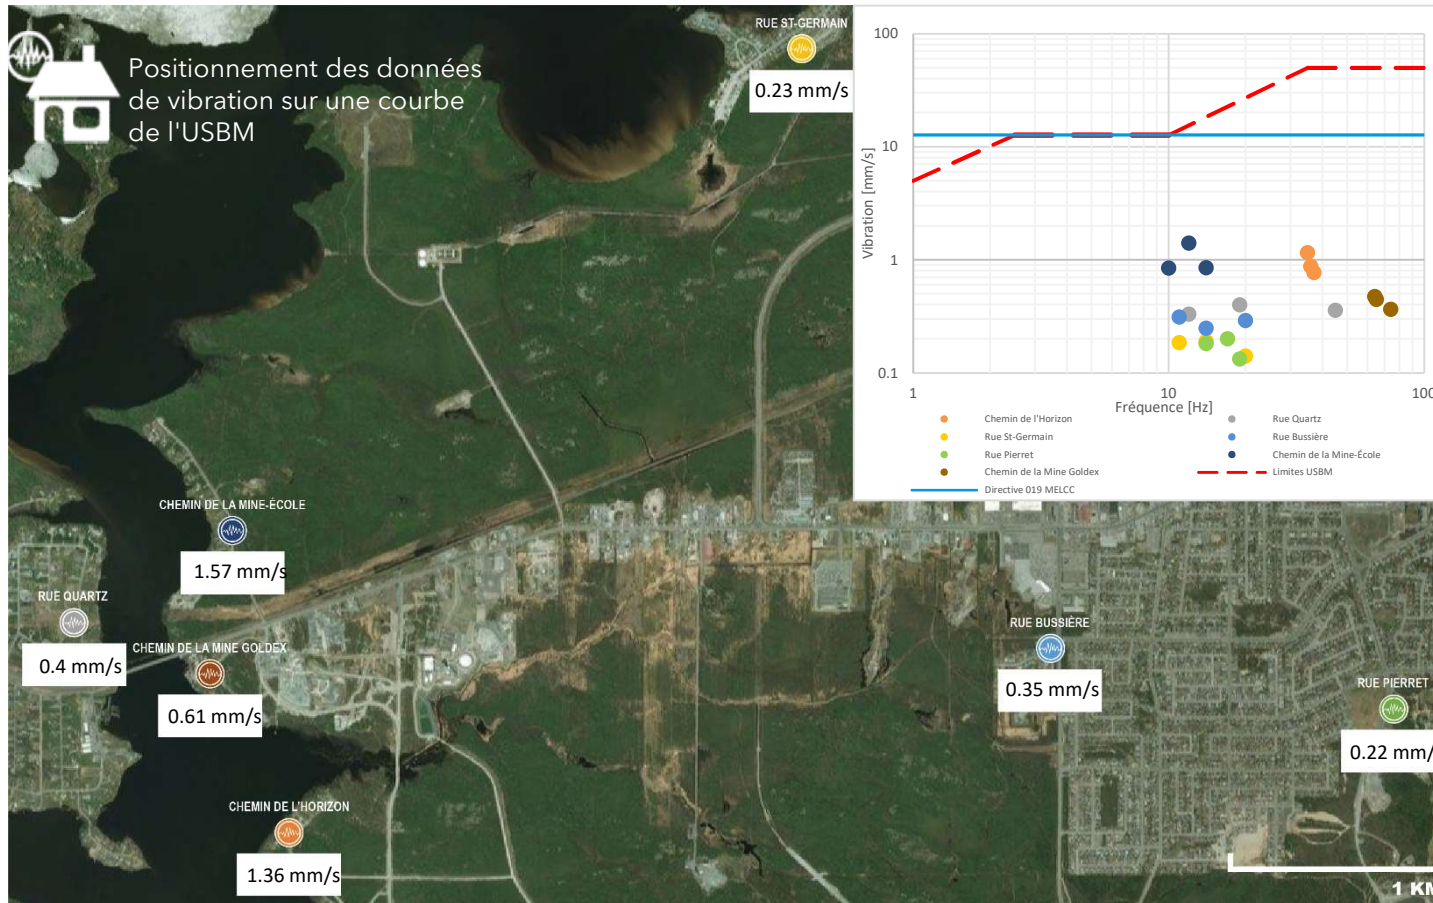 Positionnement des données
de vibration sur une courbe
de l'USBM
RUE ST-GERMAIN
0.23 mm/s
100
10
1
0.1
Vibration [mm/s]
1
10
100
Fréquence [Hz]
Chemin de l'Horizon
Rue Quartz
Rue St-Germain
Rue Bussière
Rue Pierret
Chemin de la Mine-École
Chemin de la Mine Goldex
Limites USBM
Directive 019 MELCC
CHEMIN DE LA MINE-ÉCOLE
1.57 mm/s
RUE QUARTZ
0.4 mm/s
CHEMIN DE LA MINE GOLDEX
0.61 mm/s
RUE BUSSIÈRE
0.35 mm/s
RUE PIERRET
0.22 mm/
CHEMIN DE L'HORIZON
1.36 mm/s
1 KM